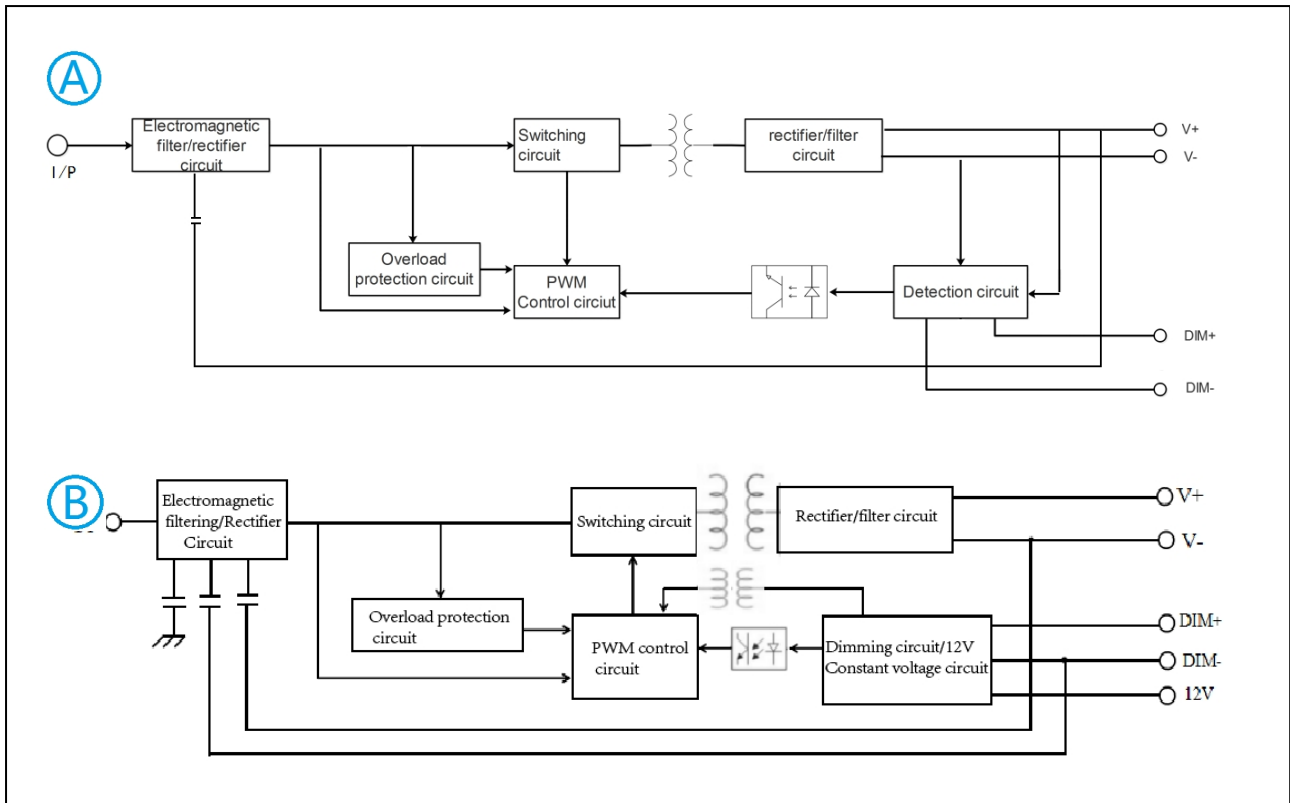 A
Electromagnetic
filter/rectifier
circuit
I/P
Switching
circuit
rectifier/filter
circuit
V+
V-
Overload
protection circuit
PWM
Control circiut
Detection circuit
DIM+
DIM-
B
Electromagnetic
filtering/Rectifier
Circuit
Switching circuit
Rectifier/filter circuit
V+
V-
Overload protection
circuit
PWM control
circuit
Dimming circuit/12V
Constant voltage circuit
DIM+
DIM-
12V